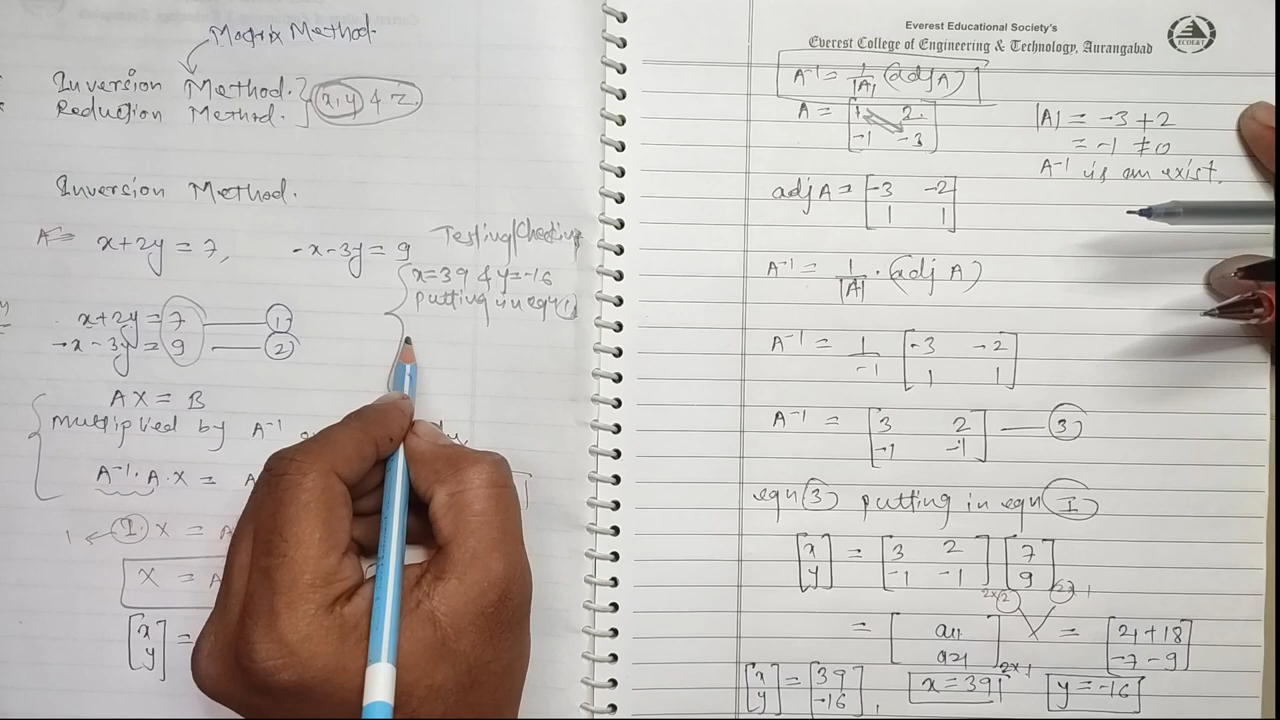 Matrix Method.
Inversion Method.
Reduction Method.
x, y & z.
Inversion Method.
x+2y = 7, -x-3y = 9
x+2y = 7 ① 
-x-3y = 9 ②
Testing/Checking
x=39 & y=-16
putting in eqn ①
AX = B
multiplied by A⁻¹
A⁻¹. A. X =
1 ← I. X =
X =
[x
y] =
Everest Educational Society's
Everest College of Engineering & Technology, Aurangabad
ECOE&T
A⁻¹ = 1/|A| (adj A)
A = [1 2
-1 -3]
|A| = -3+2
= -1 ≠ 0
A⁻¹ is an exist.
adj A = [-3 -2
1 1]
A⁻¹ = 1/|A| . (adj A)
A⁻¹ = 1/-1 [-3 -2
1 1]
A⁻¹ = [3 2
-1 -1] ③
eqn ③ putting in eqn I
[x
y] = [3 2
-1 -1] [7
9]
2x2 2x1
= [a11
a21] 2x1 = [21+18
-7-9]
[x
y] = [39
-16], x = 39 y = -16